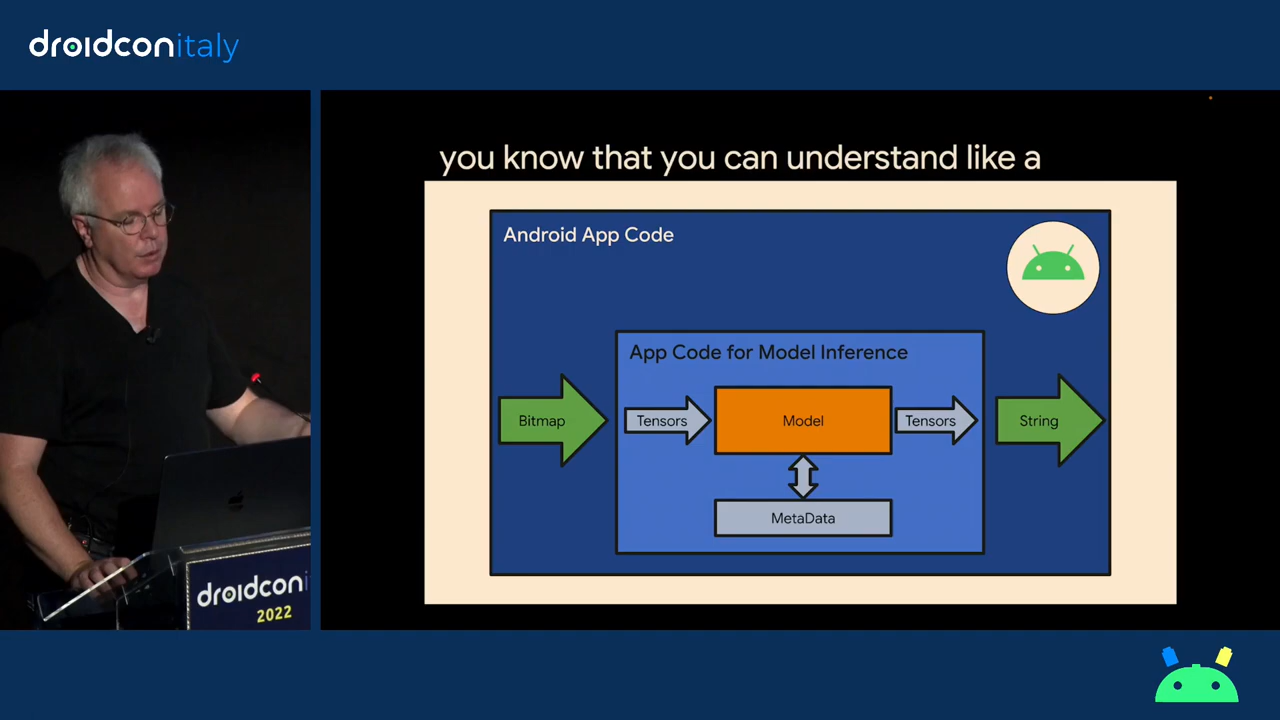 droidconitaly
you know that you can understand like a
Android App Code
App Code for Model Inference
Bitmap
Tensors
Model
Tensors
String
MetaData
droidconi
2022